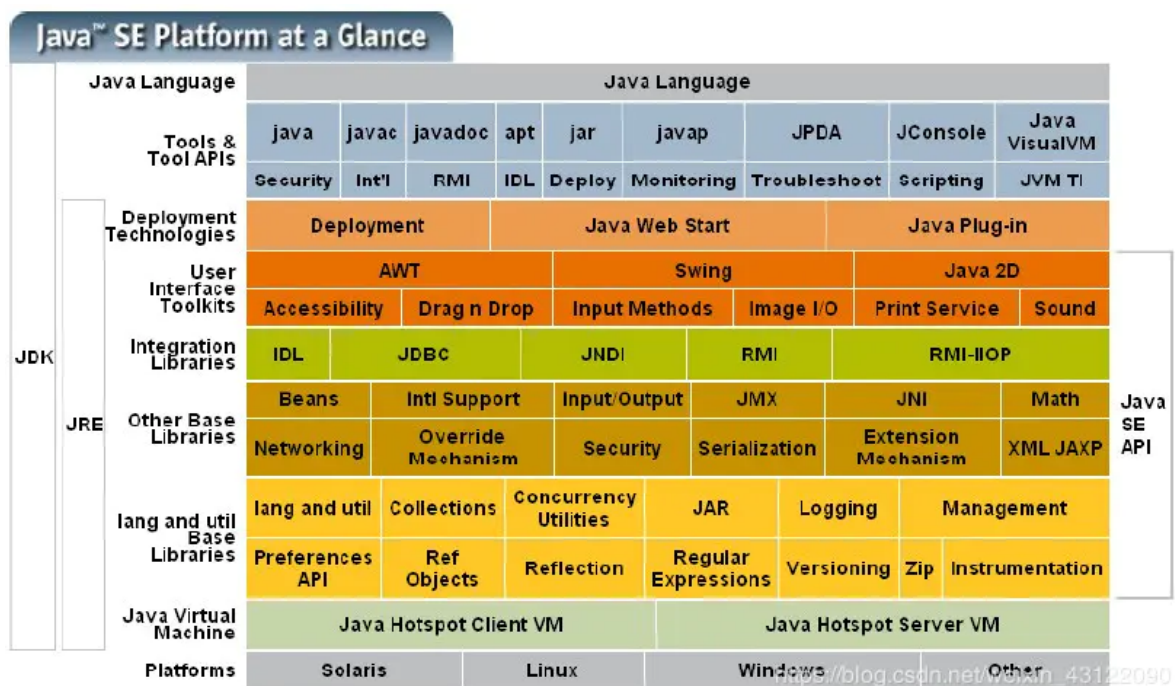 Java™ SE Platform at a Glance
Java Language Java Language
Tools &
Tool APIs
java javac javadoc apt jar javap JPDA JConsole Java
VisualVM
Security Int'l RMI IDL Deploy Monitoring Troubleshoot Scripting JVM TI
Deployment
Technologies
Deployment Java Web Start Java Plug-in
User
Interface
Toolkits
AWT Swing Java 2D
Accessibility Drag n Drop Input Methods Image I/O Print Service Sound
Integration
Libraries
IDL JDBC JNDI RMI RMI-IIOP
JDK
JRE
Other Base
Libraries
Beans Intl Support Input/Output JMX JNI Math
Networking Override
Mechanism Security Serialization Extension
Mechanism XML JAXP
Java
SE
API
lang and util
Base
Libraries
lang and util Collections Concurrency
Utilities JAR Logging Management
Preferences
API Ref
Objects Reflection Regular
Expressions Versioning Zip Instrumentation
Java Virtual
Machine
Java Hotspot Client VM Java Hotspot Server VM
Platforms Solaris Linux Windows Other
https://blog.csdn.net/weixin_43122090